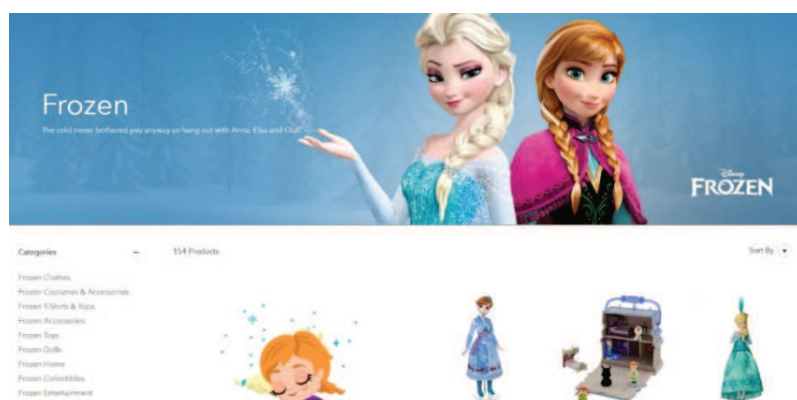 Frozen
The cold never bothered you anyway so hang out with Anna, Elsa and Olaf.
Disney
FROZEN
Categories
154 Products
Sort By
Frozen Clothes
Frozen Costumes & Accessories
Frozen T-Shirts & Tops
Frozen Accessories
Frozen Toys
Frozen Dolls
Frozen Home
Frozen Collectibles
Frozen Entertainment